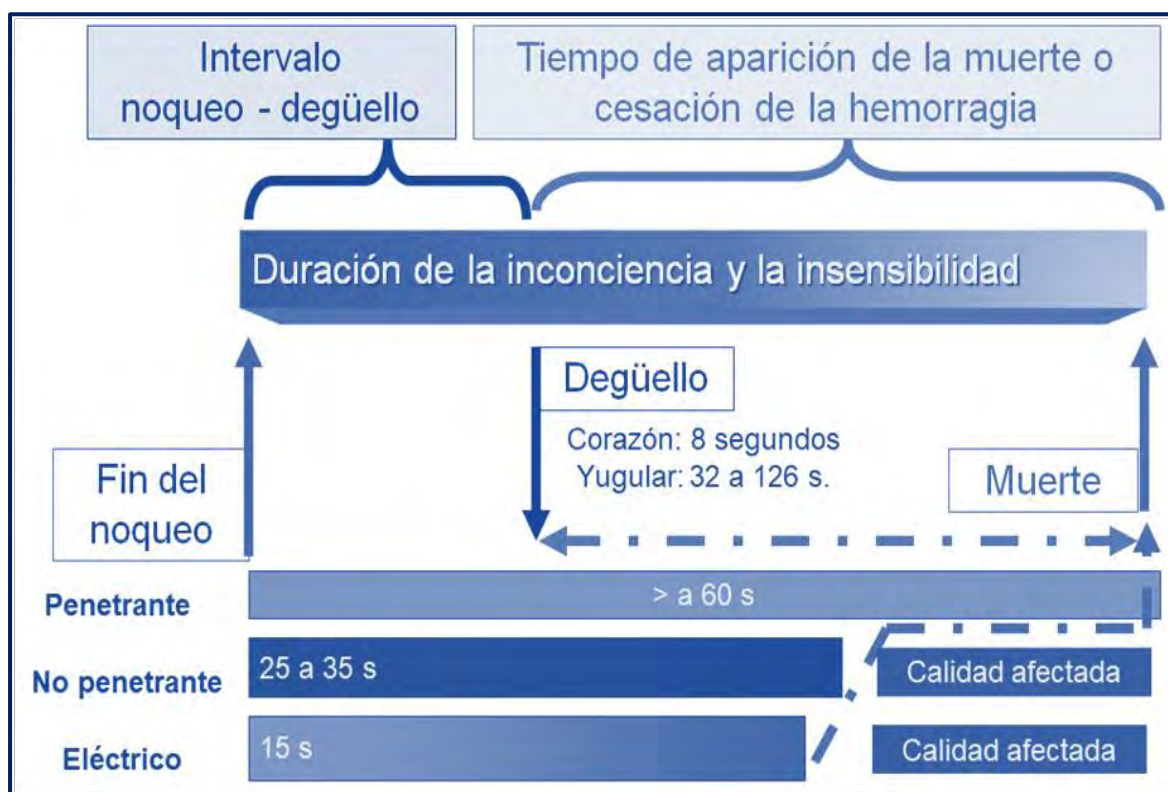 Intervalo
noqueo - degüello
Tiempo de aparición de la muerte o
cesación de la hemorragia
Duración de la inconciencia y la insensibilidad
Degüello
Corazón: 8 segundos
Yugular: 32 a 126 s.
Fin del
noqueo
Muerte
Penetrante
> a 60 s
No penetrante
25 a 35 s
Calidad afectada
Eléctrico
15 s
Calidad afectada